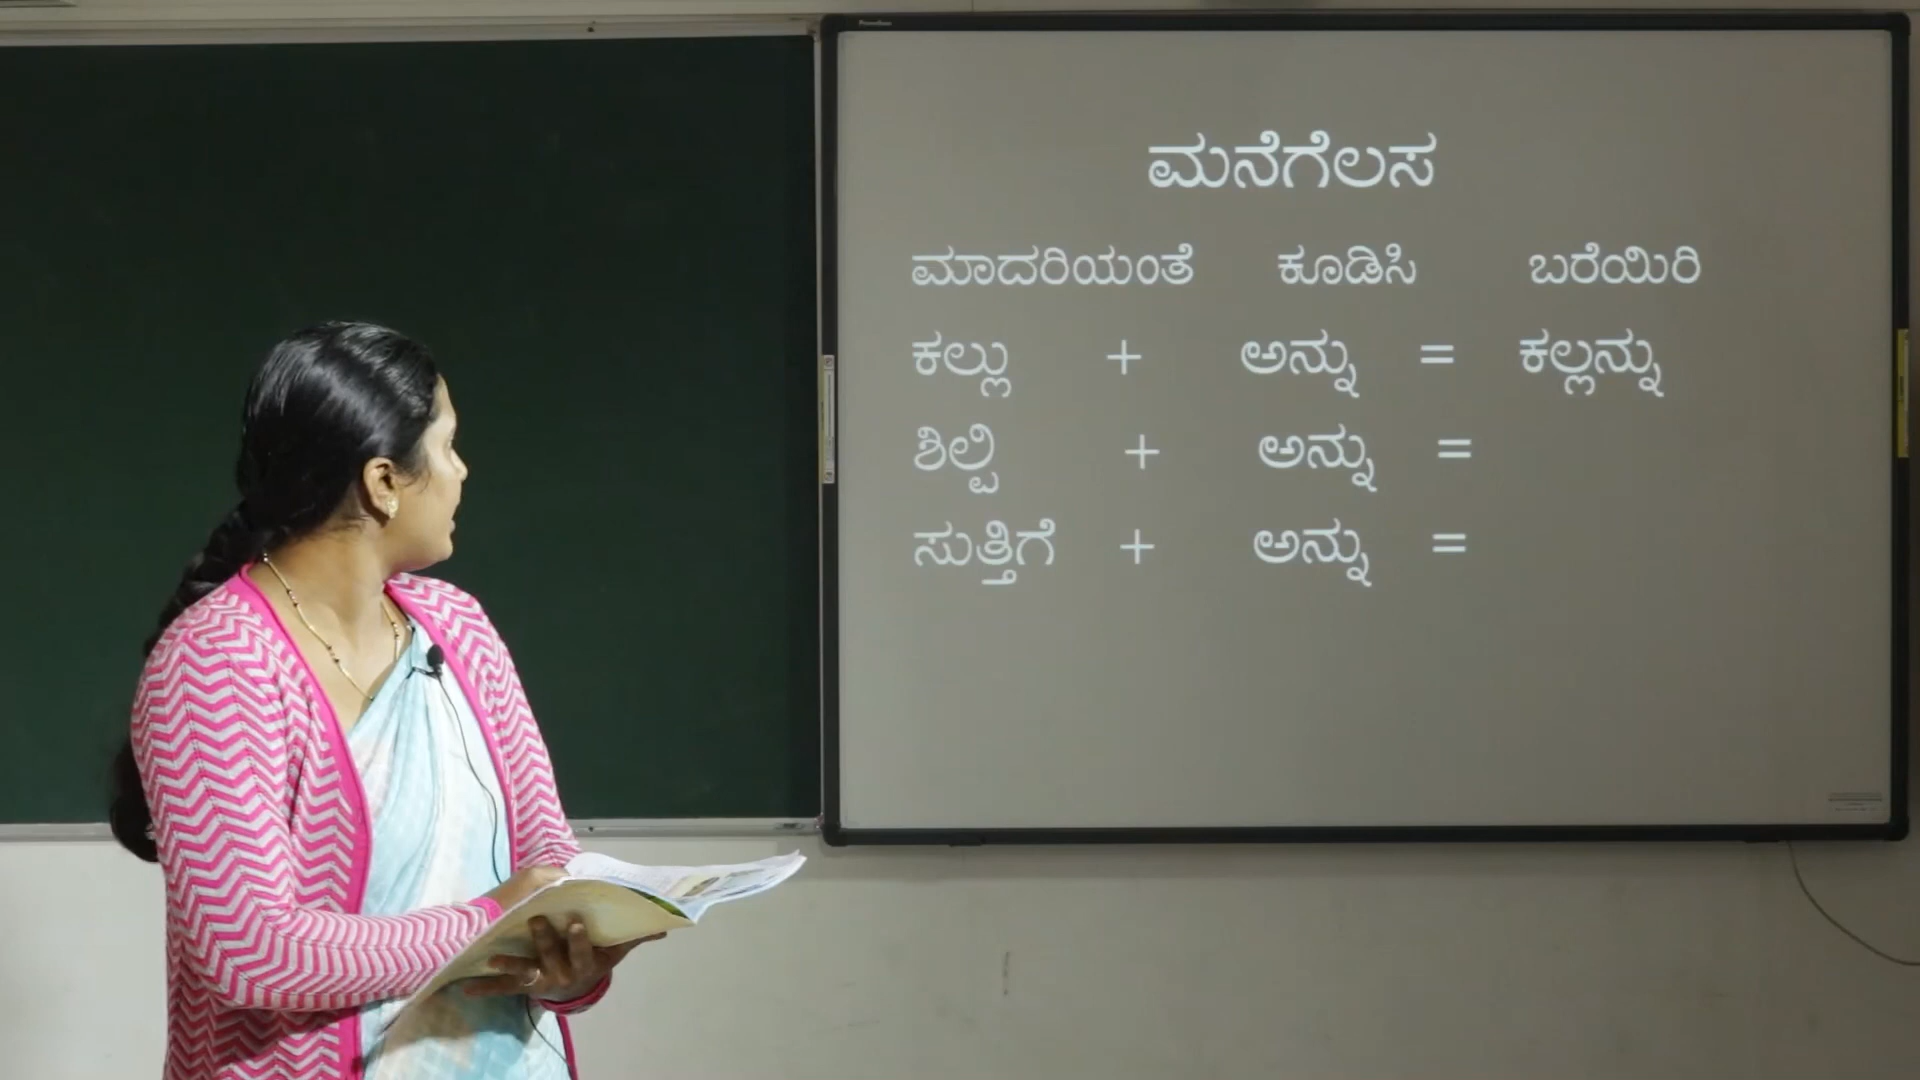 ಮನೆಗೆಲಸ
ಮಾದರಿಯಂತೆ ಕೂಡಿಸಿ ಬರೆಯಿರಿ
ಕಲ್ಲು + ಅನ್ನು = ಕಲ್ಲನ್ನು
ಶಿಲ್ಪಿ + ಅನ್ನು =
ಸುತ್ತಿಗೆ + ಅನ್ನು =